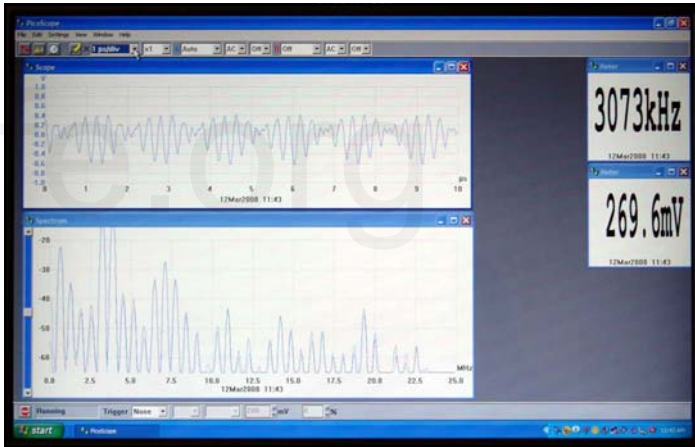 PicoScope
File Edit Settings View Window Help
1 µs/div x1 A Auto AC Off B Off AC Off
Scope
V
1.0
0.8
0.6
0.4
0.2
0.0
-0.2
-0.4
-0.6
-0.8
-1.0
0 1 2 3 4 5 6 7 8 9 10
µs
12Mar2008 11:43
Meter
3073kHz
12Mar2008 11:43
Meter
269.6mV
12Mar2008 11:43
Spectrum
-20
-30
-40
-50
-60
0.0 2.5 5.0 7.5 10.0 12.5 15.0 17.5 20.0 22.5 25.0
MHz
12Mar2008 11:43
Running Trigger None mV %
start PicoScope
e.org